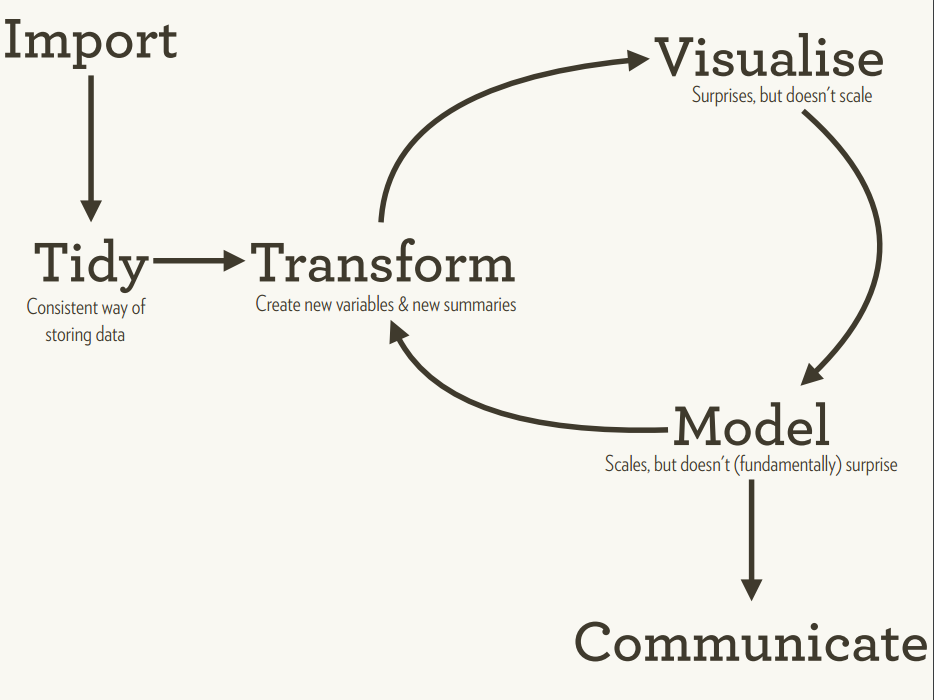 Import
Visualise
Surprises, but doesn't scale
Tidy
Consistent way of
storing data
Transform
Create new variables & new summaries
Model
Scales, but doesn't (fundamentally) surprise
Communicate